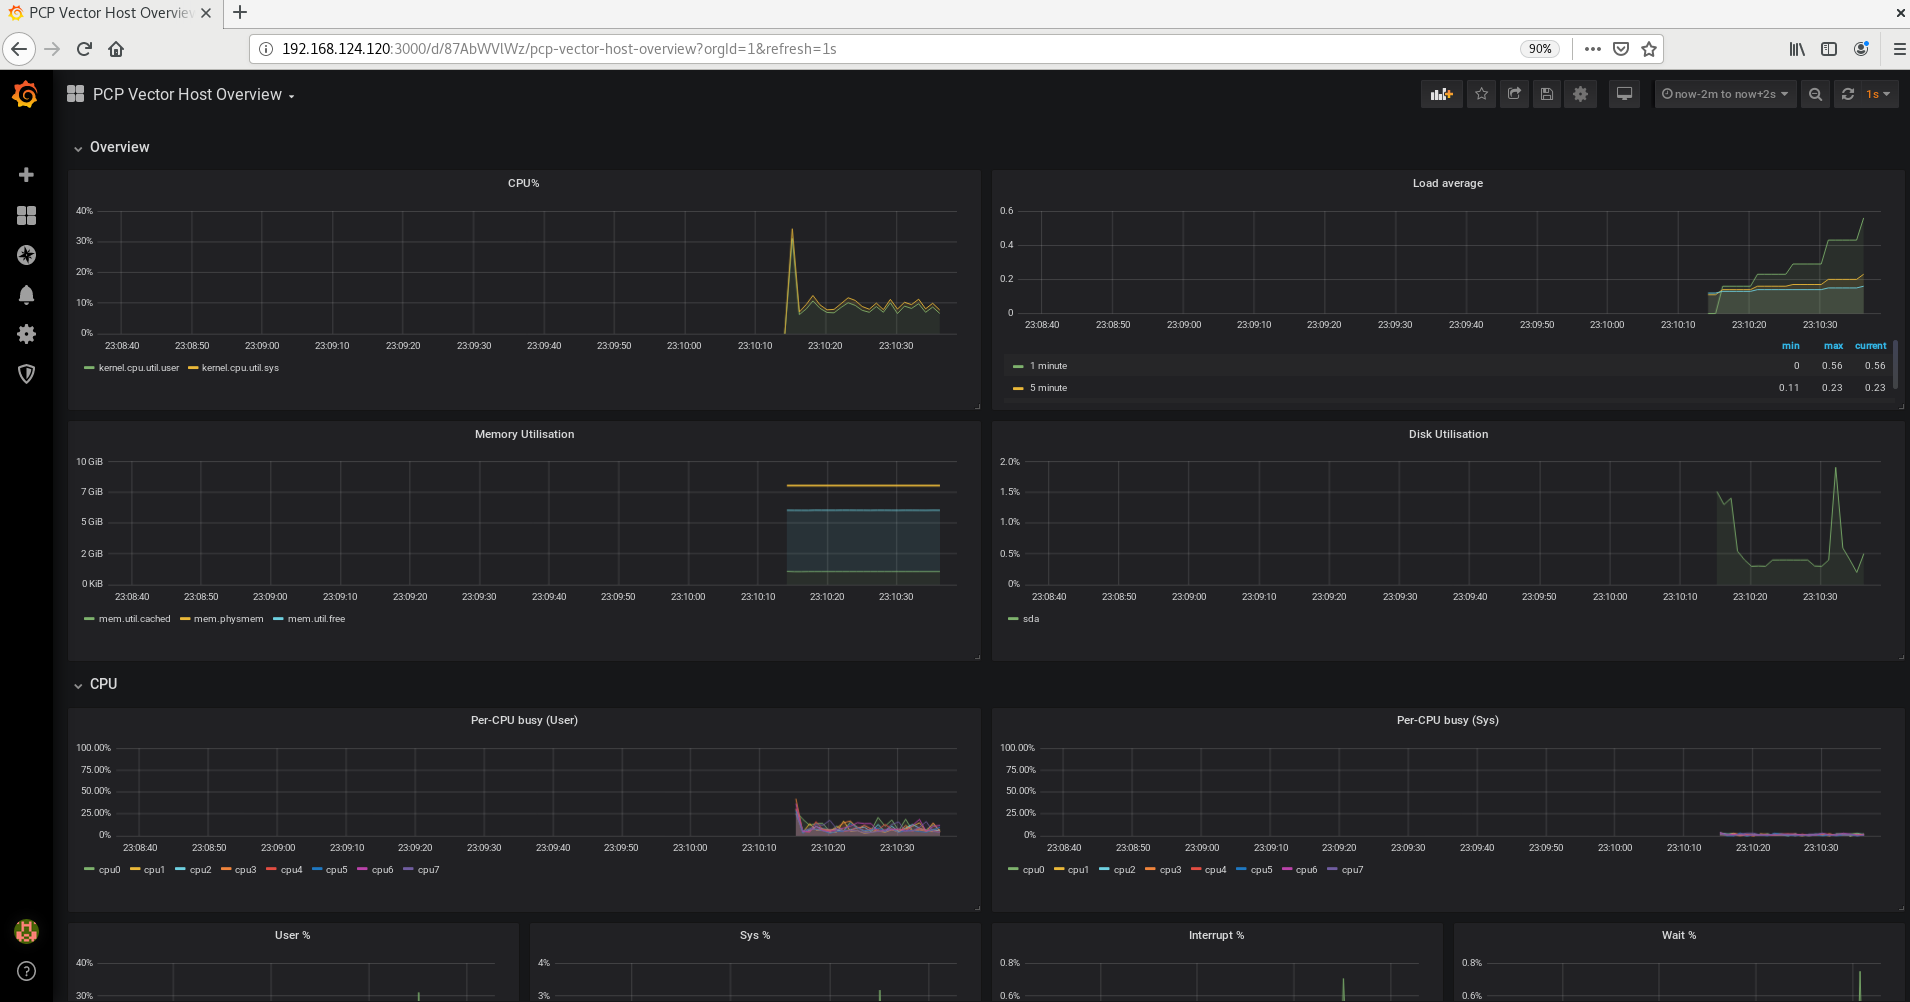 PCP Vector Host Overview
192.168.124.120:3000/d/87AbWVlWz/pcp-vector-host-overview?orgId=1&refresh=1s
90%
PCP Vector Host Overview
now-2m to now+2s
1s
Overview
CPU%
40%
30%
20%
10%
0%
23:08:40 23:08:50 23:09:00 23:09:10 23:09:20 23:09:30 23:09:40 23:09:50 23:10:00 23:10:10 23:10:20 23:10:30
kernel.cpu.util.user kernel.cpu.util.sys
Load average
0.6
0.4
0.2
0
23:08:40 23:08:50 23:09:00 23:09:10 23:09:20 23:09:30 23:09:40 23:09:50 23:10:00 23:10:10 23:10:20 23:10:30
min max current
1 minute 0 0.56 0.56
5 minute 0.11 0.23 0.23
Memory Utilisation
10 GiB
7 GiB
5 GiB
2 GiB
0 KiB
23:08:40 23:08:50 23:09:00 23:09:10 23:09:20 23:09:30 23:09:40 23:09:50 23:10:00 23:10:10 23:10:20 23:10:30
mem.util.cached mem.physmem mem.util.free
Disk Utilisation
2.0%
1.5%
1.0%
0.5%
0%
23:08:40 23:08:50 23:09:00 23:09:10 23:09:20 23:09:30 23:09:40 23:09:50 23:10:00 23:10:10 23:10:20 23:10:30
sda
CPU
Per-CPU busy (User)
100.00%
75.00%
50.00%
25.00%
0%
23:08:40 23:08:50 23:09:00 23:09:10 23:09:20 23:09:30 23:09:40 23:09:50 23:10:00 23:10:10 23:10:20 23:10:30
cpu0 cpu1 cpu2 cpu3 cpu4 cpu5 cpu6 cpu7
Per-CPU busy (Sys)
100.00%
75.00%
50.00%
25.00%
0%
23:08:40 23:08:50 23:09:00 23:09:10 23:09:20 23:09:30 23:09:40 23:09:50 23:10:00 23:10:10 23:10:20 23:10:30
cpu0 cpu1 cpu2 cpu3 cpu4 cpu5 cpu6 cpu7
User %
40%
30%
Sys %
4%
3%
Interrupt %
0.8%
0.6%
Wait %
0.8%
0.6%